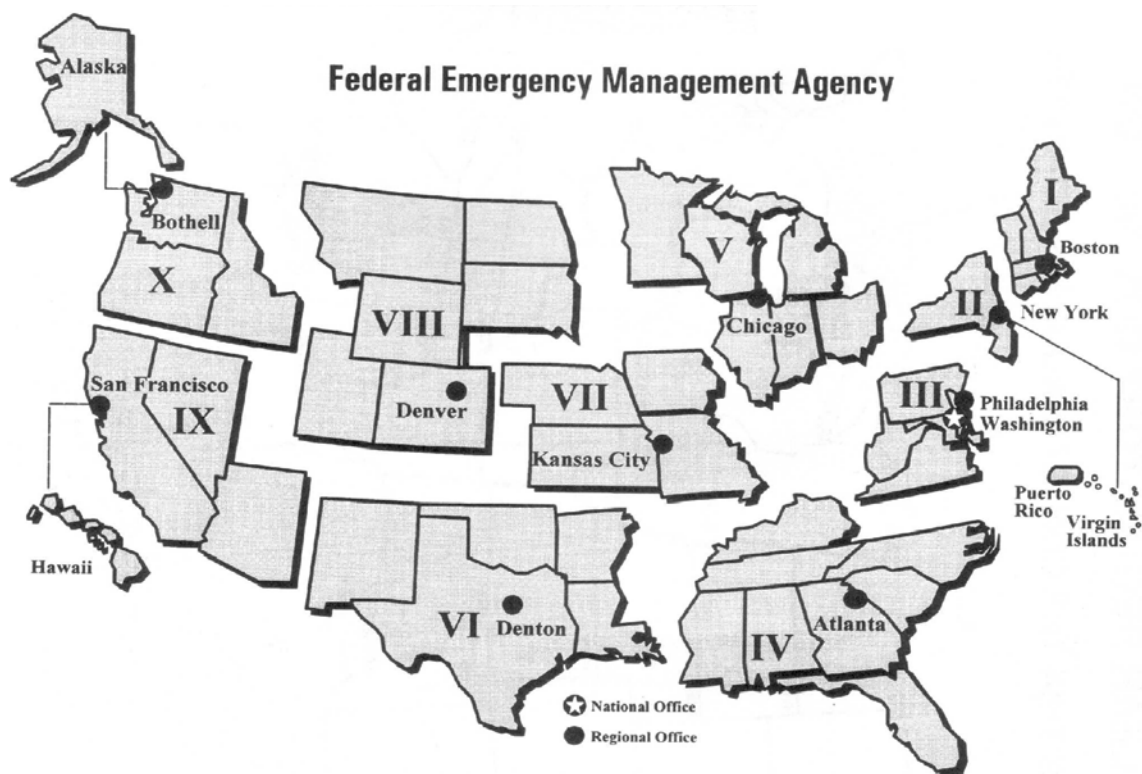 Federal Emergency Management Agency
Alaska
Bothell
X
VIII
V
I
Boston
II
New York
Chicago
San Francisco
IX
Denver
VII
Kansas City
III
Philadelphia
Washington
Puerto
Rico
Virgin
Islands
Hawaii
VI
Denton
IV
Atlanta
National Office
Regional Office